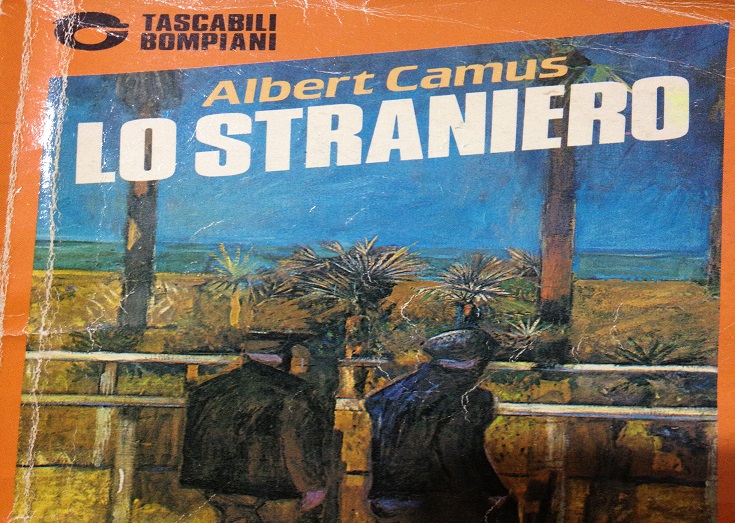 TASCABILI
BOMPIANI
Albert Camus
LO STRANIERO